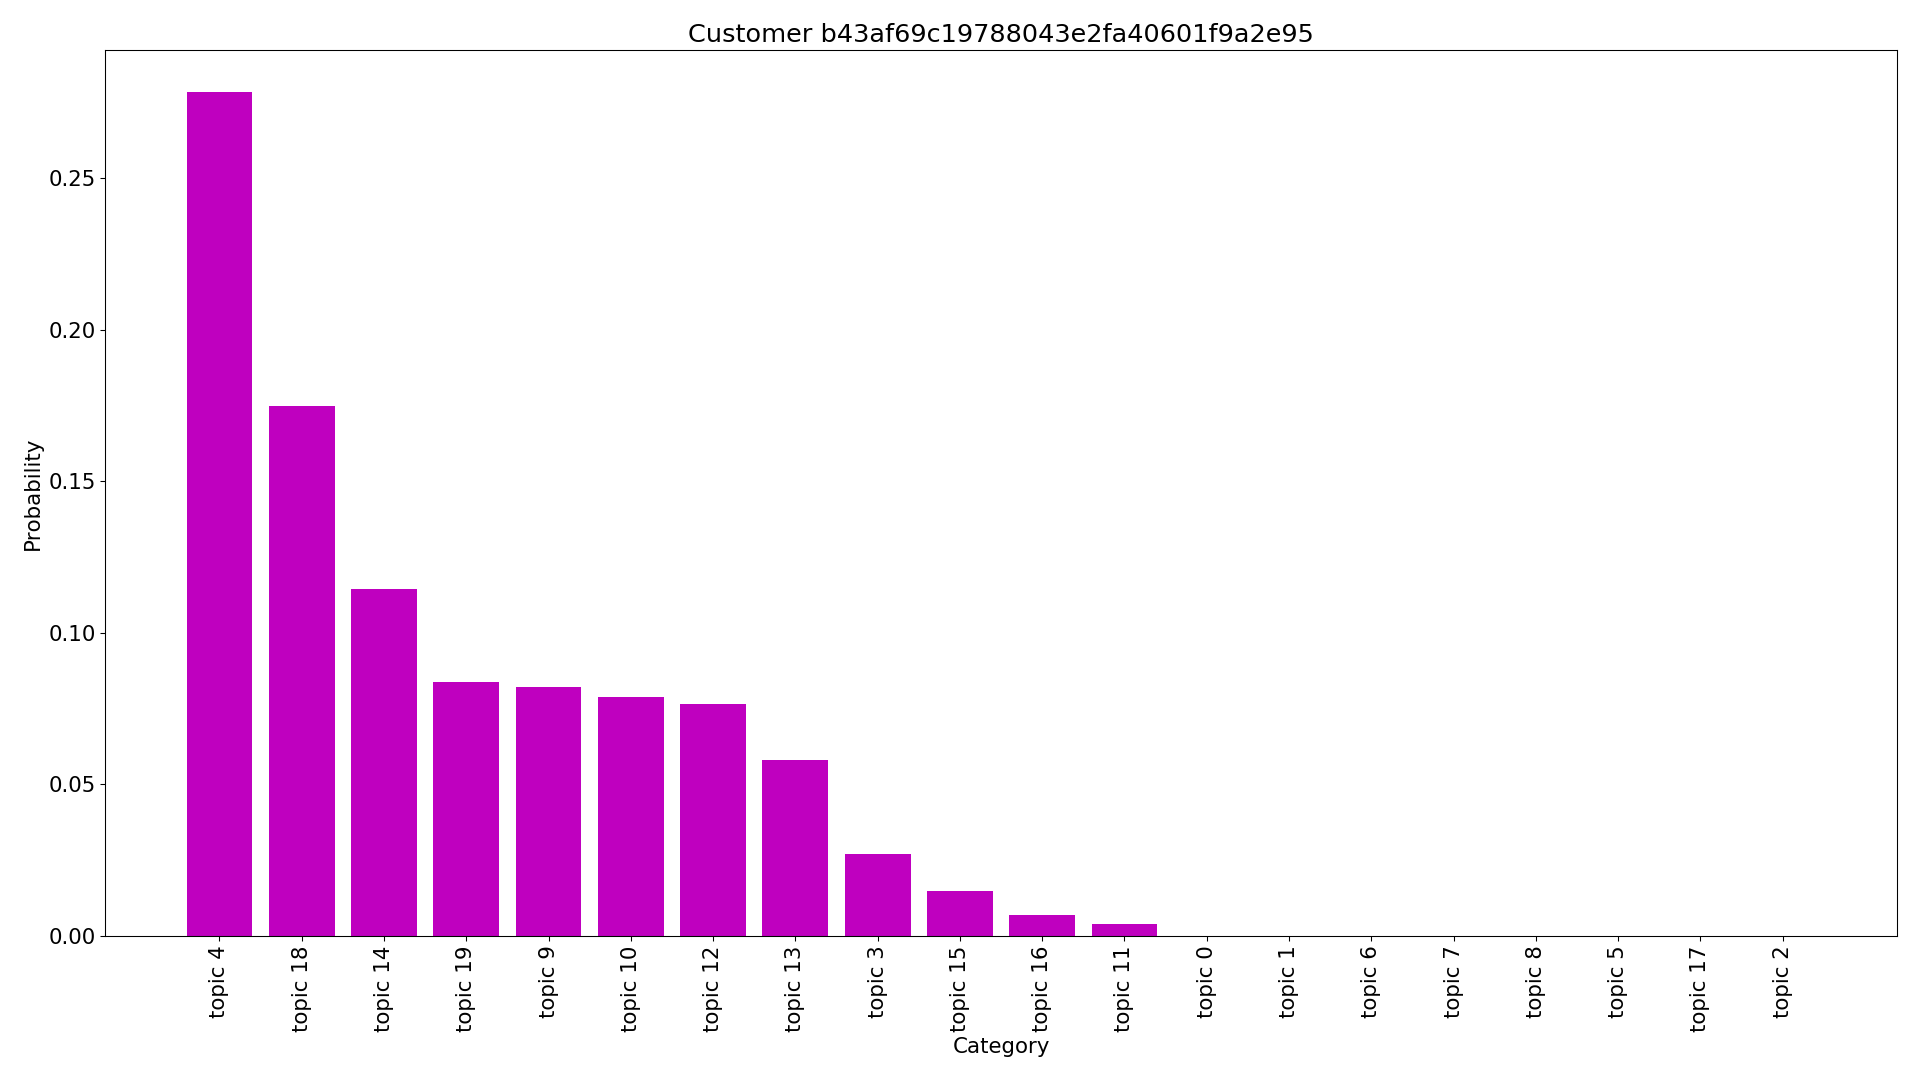 Customer b43af69c19788043e2fa40601f9a2e95
Probability
0.25
0.20
0.15
0.10
0.05
0.00
topic 4
topic 18
topic 14
topic 19
topic 9
topic 10
topic 12
topic 13
topic 3
topic 15
topic 16
topic 11
topic 0
topic 1
topic 6
topic 7
topic 8
topic 5
topic 17
topic 2
Category